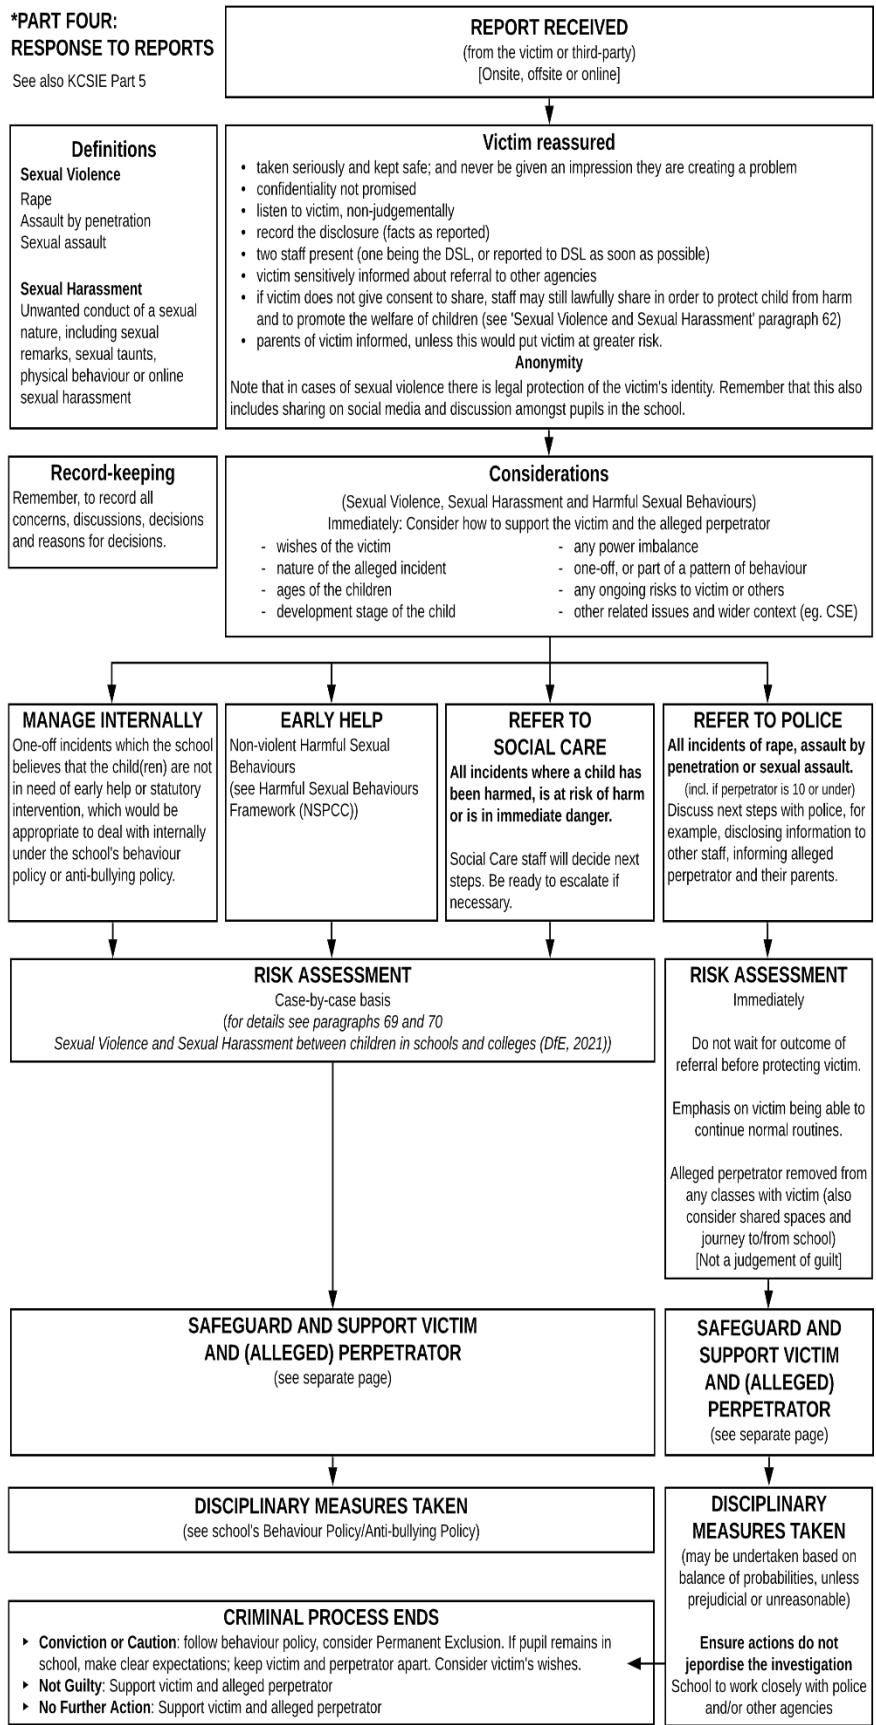 *PART FOUR:
RESPONSE TO REPORTS
See also KCSIE Part 5
REPORT RECEIVED
(from the victim or third-party)
[Onsite, offsite or online]
Definitions
Sexual Violence
Rape
Assault by penetration
Sexual assault
Sexual Harassment
Unwanted conduct of a sexual
nature, including sexual
remarks, sexual taunts,
physical behaviour or online
sexual harassment
Victim reassured
• taken seriously and kept safe; and never be given an impression they are creating a problem
• confidentiality not promised
• listen to victim, non-judgementally
• record the disclosure (facts as reported)
• two staff present (one being the DSL, or reported to DSL as soon as possible)
• victim sensitively informed about referral to other agencies
• if victim does not give consent to share, staff may still lawfully share in order to protect child from harm
and to promote the welfare of children (see 'Sexual Violence and Sexual Harassment' paragraph 62)
• parents of victim informed, unless this would put victim at greater risk.
Anonymity
Note that in cases of sexual violence there is legal protection of the victim's identity. Remember that this also
includes sharing on social media and discussion amongst pupils in the school.
Record-keeping
Remember, to record all
concerns, discussions, decisions
and reasons for decisions.
Considerations
(Sexual Violence, Sexual Harassment and Harmful Sexual Behaviours)
Immediately: Consider how to support the victim and the alleged perpetrator
- wishes of the victim
- nature of the alleged incident
- ages of the children
- development stage of the child
- any power imbalance
- one-off, or part of a pattern of behaviour
- any ongoing risks to victim or others
- other related issues and wider context (eg. CSE)
MANAGE INTERNALLY
One-off incidents which the school
believes that the child(ren) are not
in need of early help or statutory
intervention, which would be
appropriate to deal with internally
under the school's behaviour
policy or anti-bullying policy.
EARLY HELP
Non-violent Harmful Sexual
Behaviours
(see Harmful Sexual Behaviours
Framework (NSPCC))
REFER TO
SOCIAL CARE
All incidents where a child has
been harmed, is at risk of harm
or is in immediate danger.
Social Care staff will decide next
steps. Be ready to escalate if
necessary.
REFER TO POLICE
All incidents of rape, assault by
penetration or sexual assault.
(incl. if perpetrator is 10 or under)
Discuss next steps with police, for
example, disclosing information to
other staff, informing alleged
perpetrator and their parents.
RISK ASSESSMENT
Case-by-case basis
(for details see paragraphs 69 and 70
Sexual Violence and Sexual Harassment between children in schools and colleges (DfE, 2021))
RISK ASSESSMENT
Immediately
Do not wait for outcome of
referral before protecting victim.
Emphasis on victim being able to
continue normal routines.
Alleged perpetrator removed from
any classes with victim (also
consider shared spaces and
journey to/from school)
[Not a judgement of guilt]
SAFEGUARD AND SUPPORT VICTIM
AND (ALLEGED) PERPETRATOR
(see separate page)
SAFEGUARD AND
SUPPORT VICTIM
AND (ALLEGED)
PERPETRATOR
(see separate page)
DISCIPLINARY MEASURES TAKEN
(see school's Behaviour Policy/Anti-bullying Policy)
DISCIPLINARY
MEASURES TAKEN
(may be undertaken based on
balance of probabilities, unless
prejudicial or unreasonable)
Ensure actions do not
jepordise the investigation
School to work closely with police
and/or other agencies
CRIMINAL PROCESS ENDS
‣ Conviction or Caution: follow behaviour policy, consider Permanent Exclusion. If pupil remains in
school, make clear expectations; keep victim and perpetrator apart. Consider victim's wishes.
‣ Not Guilty: Support victim and alleged perpetrator
‣ No Further Action: Support victim and alleged perpetrator